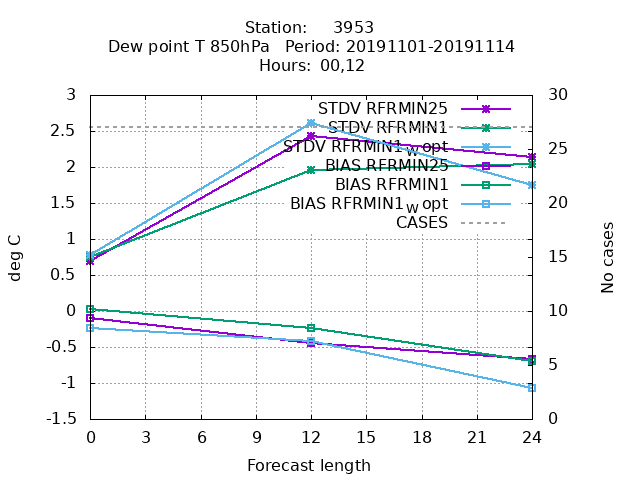 Station: 3953
Dew point T 850hPa Period: 20191101-20191114
Hours: 00,12
3
2.5
2
1.5
1
0.5
0
-0.5
-1
-1.5
deg C
30
25
20
15
10
5
0
No cases
STDV RFRMIN25
STDV RFRMIN1
STDV RFRMIN1_w opt
BIAS RFRMIN25
BIAS RFRMIN1
BIAS RFRMIN1_w opt
CASES
0 3 6 9 12 15 18 21 24
Forecast length